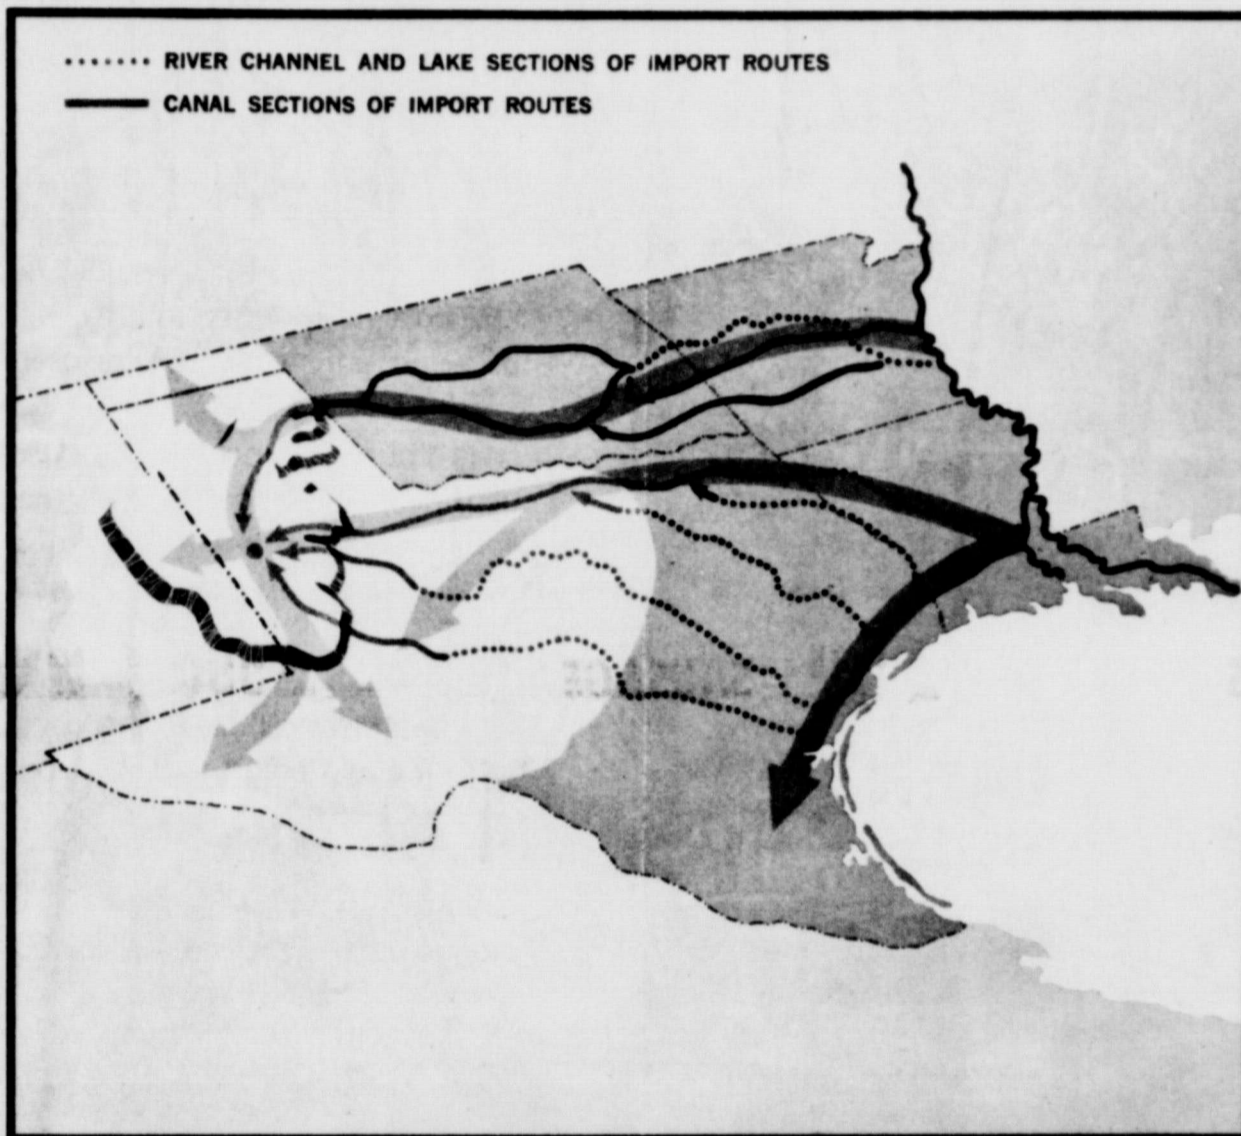 RIVER CHANNEL AND LAKE SECTIONS OF IMPORT ROUTES
CANAL SECTIONS OF IMPORT ROUTES